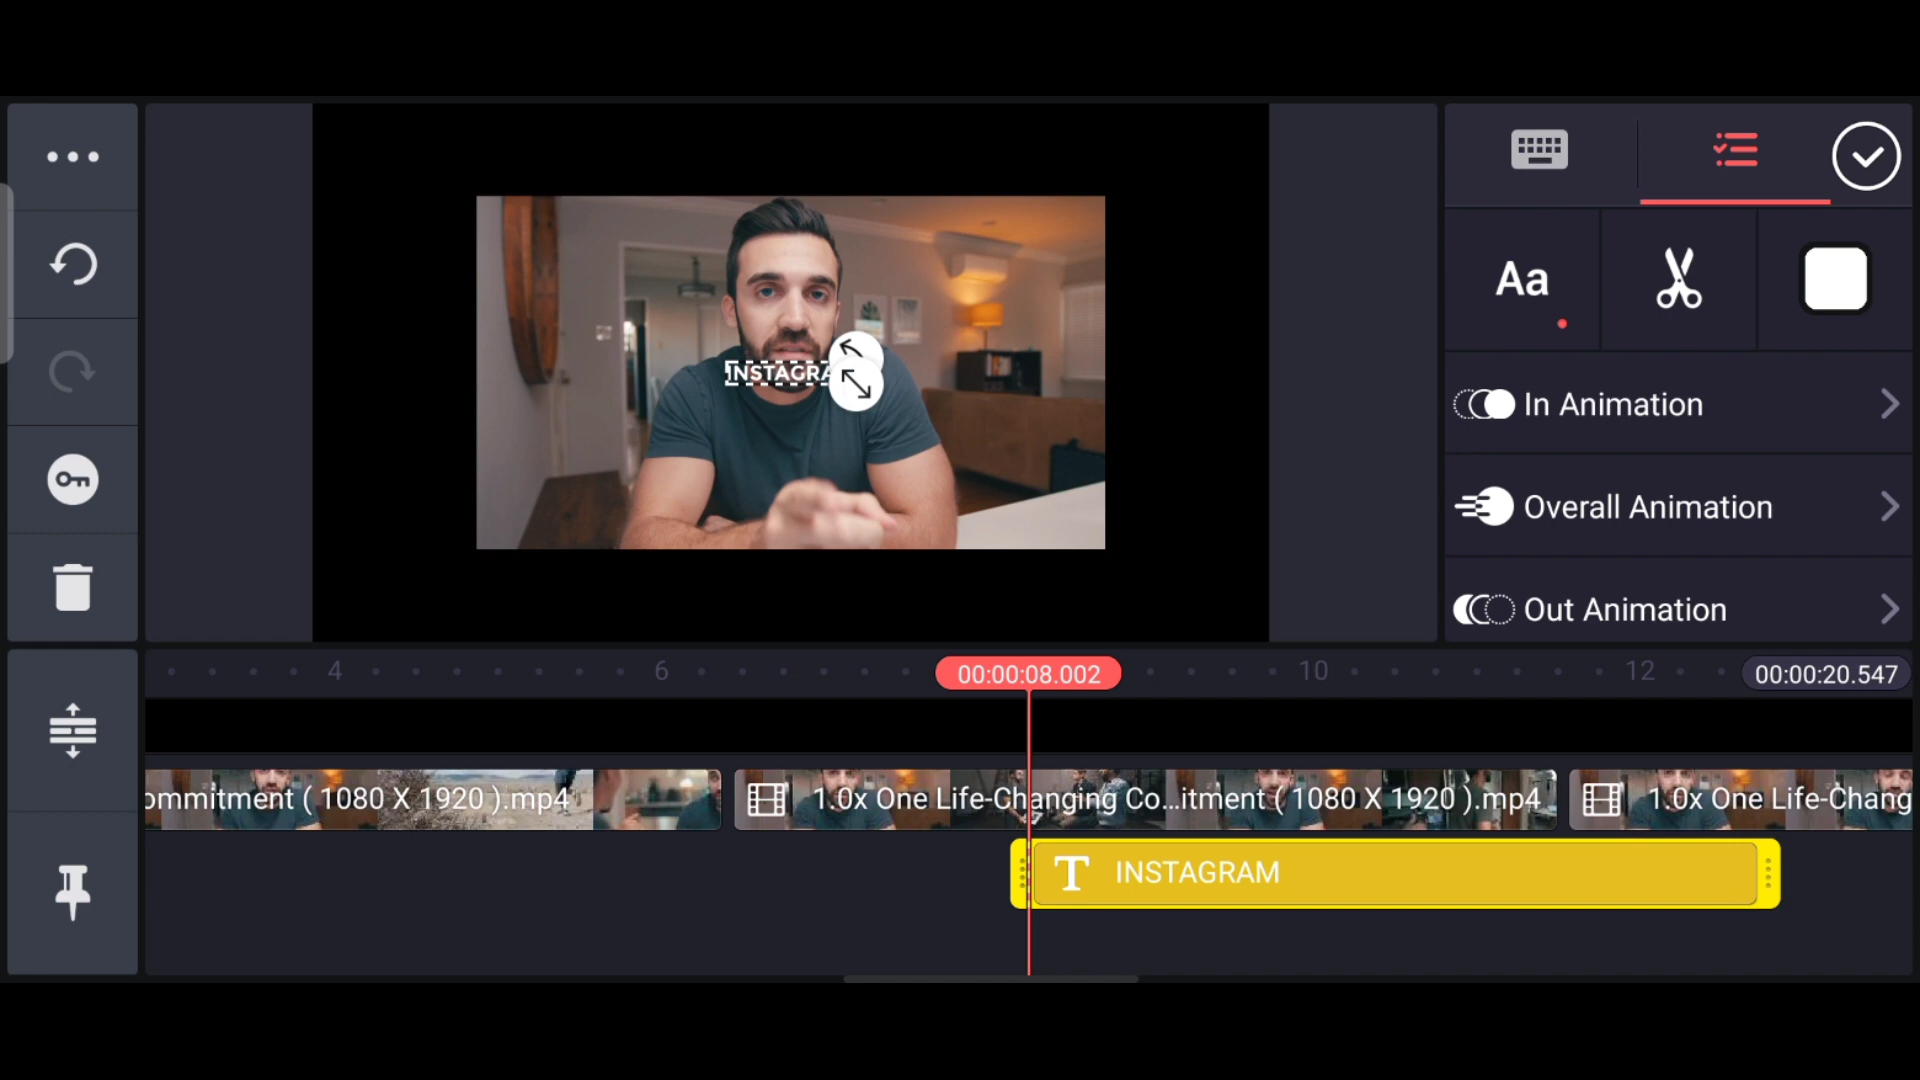 INSTAGRA
Aa
In Animation
Overall Animation
Out Animation
4
6
00:00:08.002
10
12
00:00:20.547
ommitment ( 1080 X 1920 ).mp4
1.0x One Life-Changing Co...itment ( 1080 X 1920 ).mp4
1.0x One Life-Chang
T INSTAGRAM